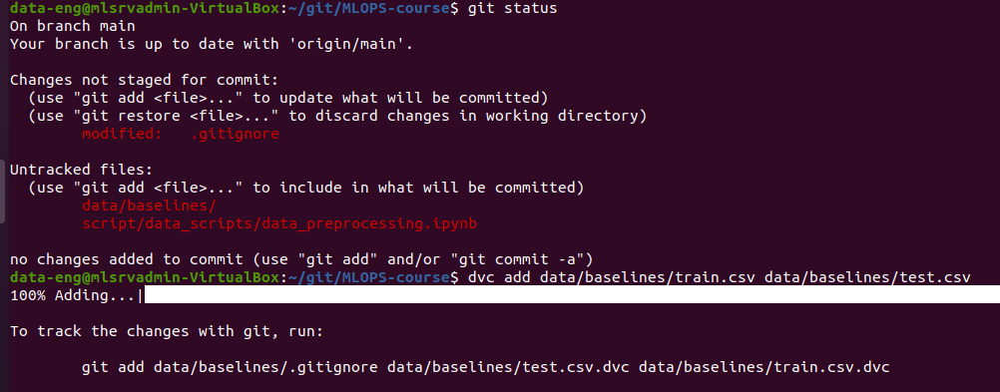 data-eng@mlsrvadmin-VirtualBox:~/git/MLOPS-course$ git status
On branch main
Your branch is up to date with 'origin/main'.
Changes not staged for commit:
  (use "git add <file>..." to update what will be committed)
  (use "git restore <file>..." to discard changes in working directory)
        modified:   .gitignore
Untracked files:
  (use "git add <file>..." to include in what will be committed)
        data/baselines/
        script/data_scripts/data_preprocessing.ipynb
no changes added to commit (use "git add" and/or "git commit -a")
data-eng@mlsrvadmin-VirtualBox:~/git/MLOPS-course$ dvc add data/baselines/train.csv data/baselines/test.csv
100% Adding...|
To track the changes with git, run:
        git add data/baselines/.gitignore data/baselines/test.csv.dvc data/baselines/train.csv.dvc